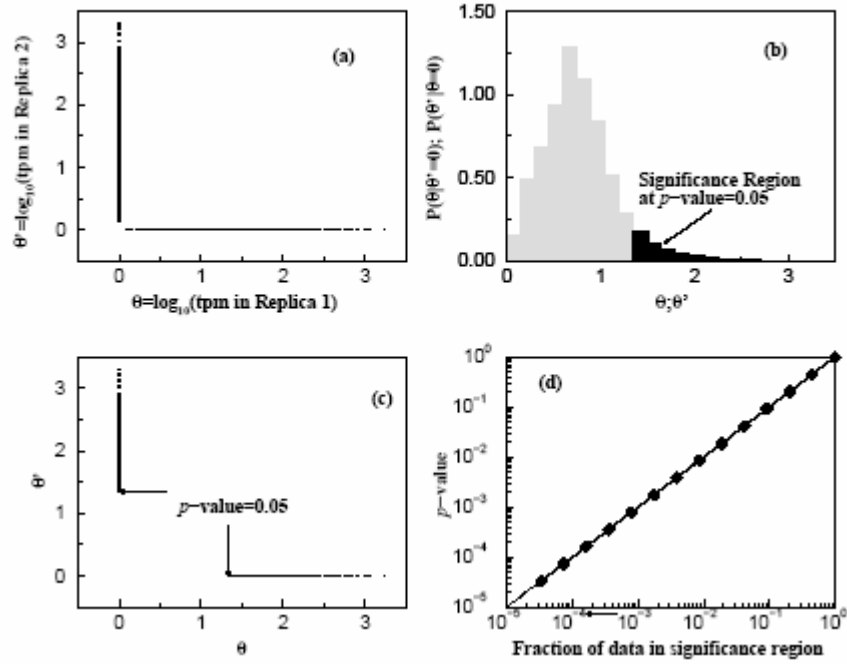 (a)
θ'=log10(tpm in Replica 2)
3
2
1
0
0
1
2
3
θ=log10(tpm in Replica 1)
(b)
P(θ|θ'=0); P(θ'|θ=0)
1.50
1.00
0.50
0.00
Significance Region
at p-value=0.05
0
1
2
3
θ;θ'
(c)
θ'
3
2
1
0
p-value=0.05
0
1
2
3
θ
(d)
p-value
10^0
10^-1
10^-2
10^-3
10^-4
10^-5
10^-5
10^-4
10^-3
10^-2
10^-1
10^0
Fraction of data in significance region